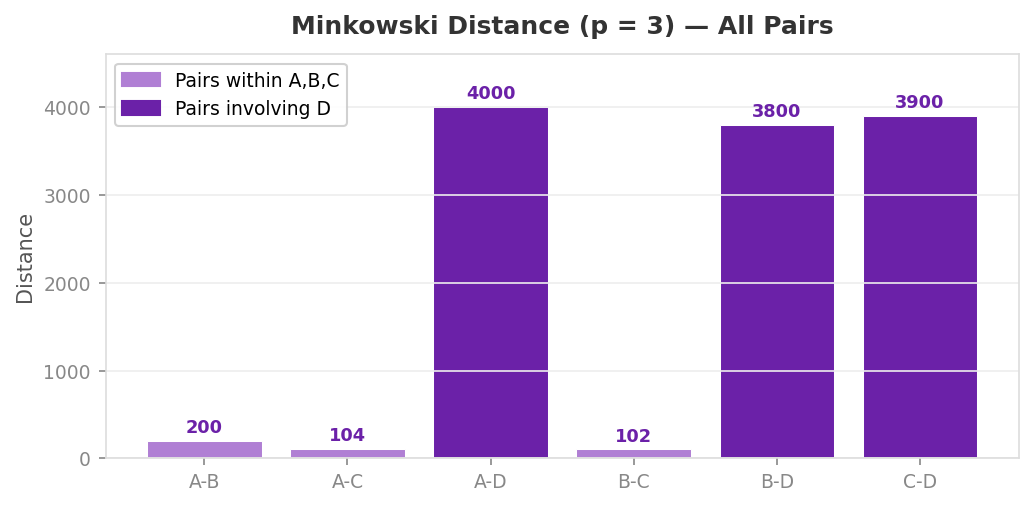 Minkowski Distance (p = 3) — All Pairs
Pairs within A,B,C
Pairs involving D
Distance
4000
3000
2000
1000
0
200
104
4000
102
3800
3900
A-B
A-C
A-D
B-C
B-D
C-D